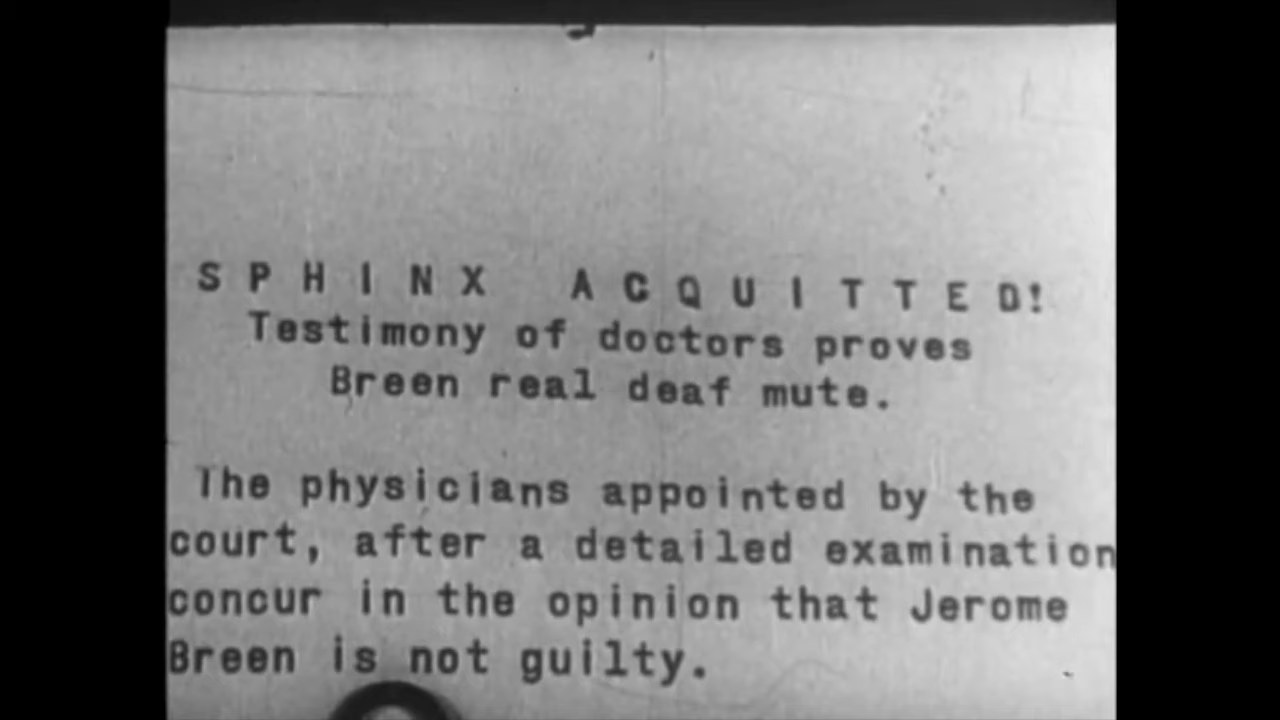 SPHINX ACQUITTED!
Testimony of doctors proves
Breen real deaf mute.
The physicians appointed by the
court, after a detailed examination
concur in the opinion that Jerome
Breen is not guilty.